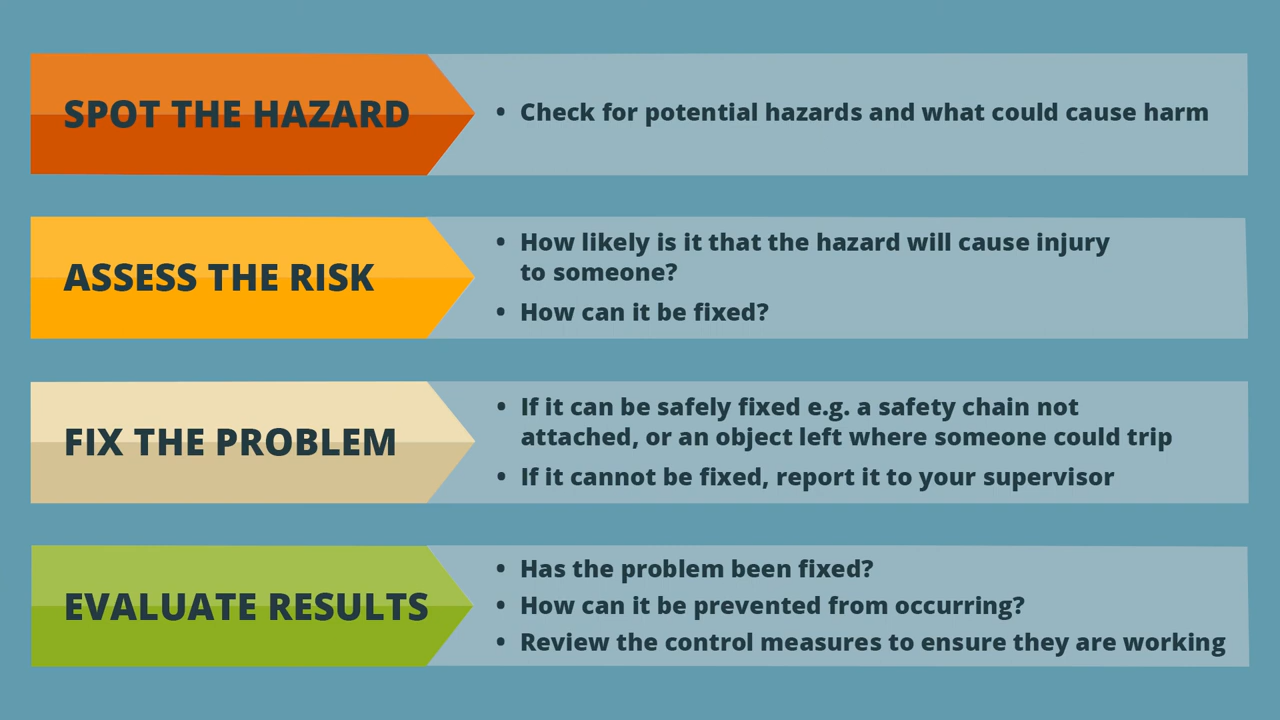 SPOT THE HAZARD
• Check for potential hazards and what could cause harm
ASSESS THE RISK
• How likely is it that the hazard will cause injury
to someone?
• How can it be fixed?
FIX THE PROBLEM
• If it can be safely fixed e.g. a safety chain not
attached, or an object left where someone could trip
• If it cannot be fixed, report it to your supervisor
EVALUATE RESULTS
• Has the problem been fixed?
• How can it be prevented from occurring?
• Review the control measures to ensure they are working